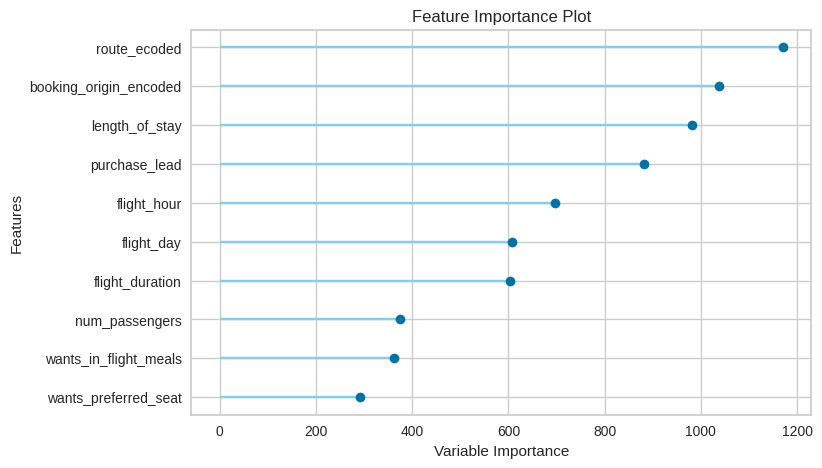 Feature Importance Plot
route_ecoded
booking_origin_encoded
length_of_stay
purchase_lead
flight_hour
flight_day
flight_duration
num_passengers
wants_in_flight_meals
wants_preferred_seat
Features
0 200 400 600 800 1000 1200
Variable Importance